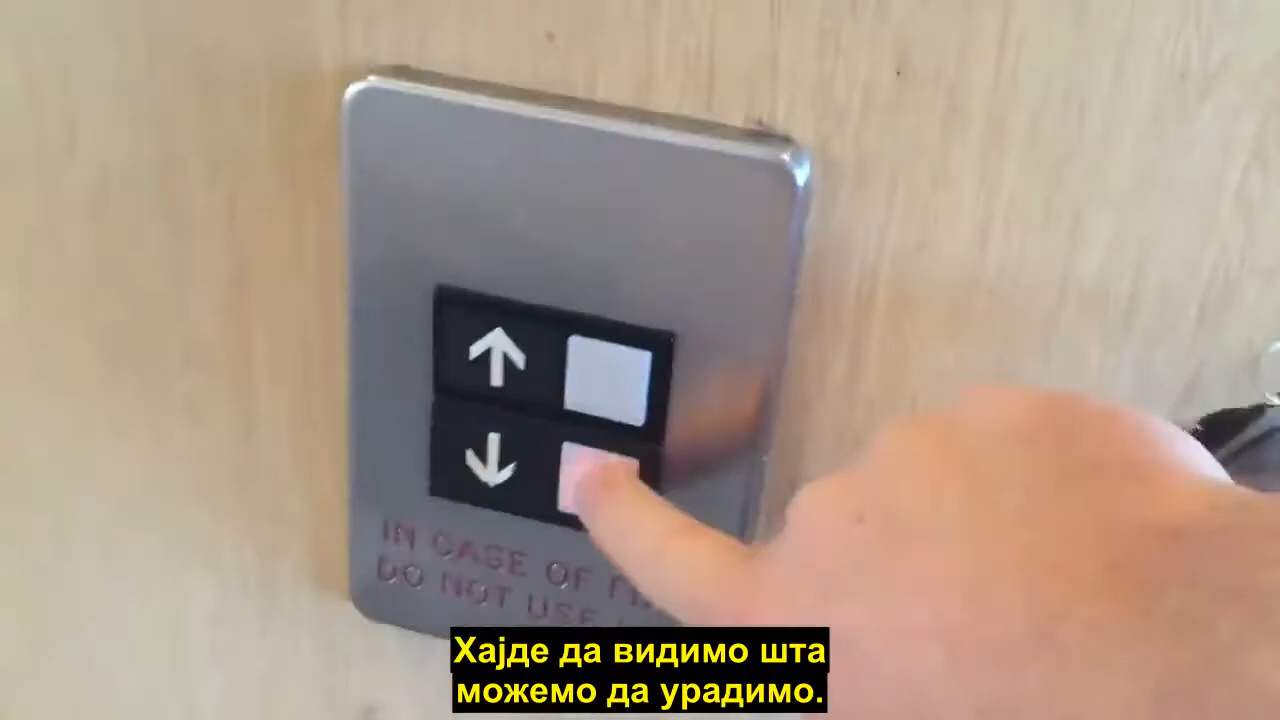 IN CASE OF
DO NOT USE
Хајде да видимо шта
можемо да урадимо.